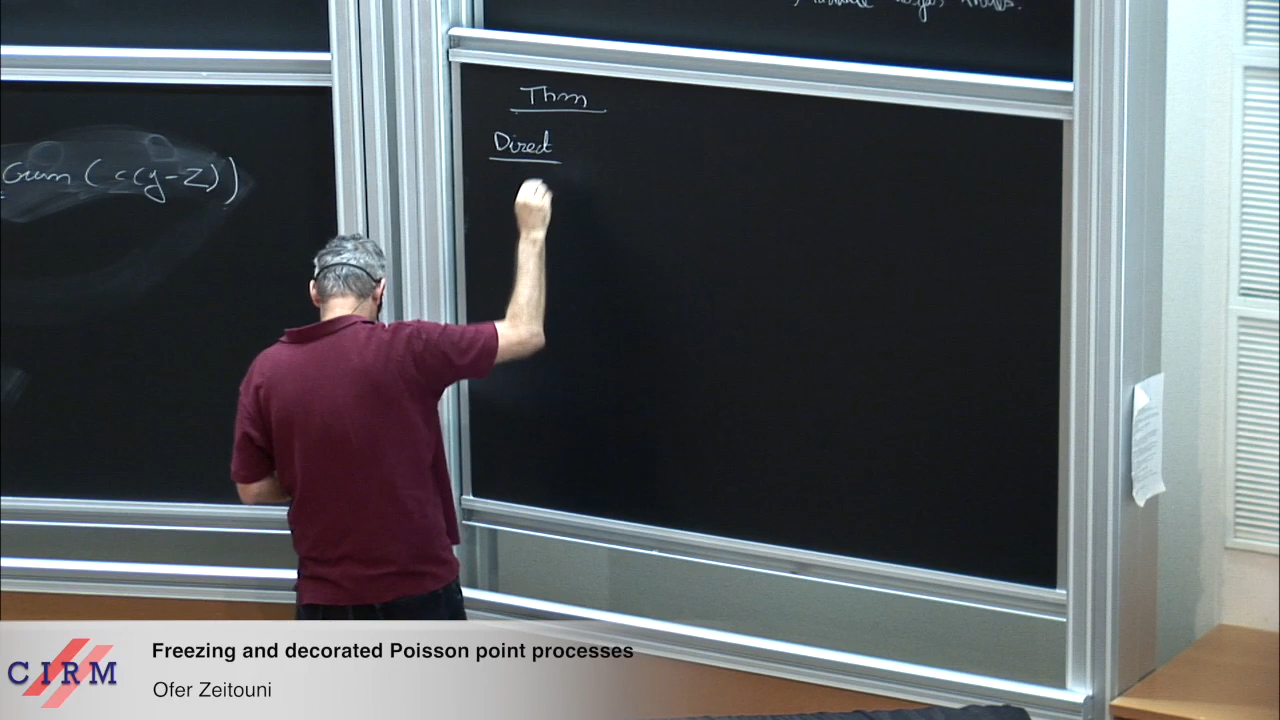 Thm
Direct
Gum (c(y-Z))
CIRM
Freezing and decorated Poisson point processes
Ofer Zeitouni